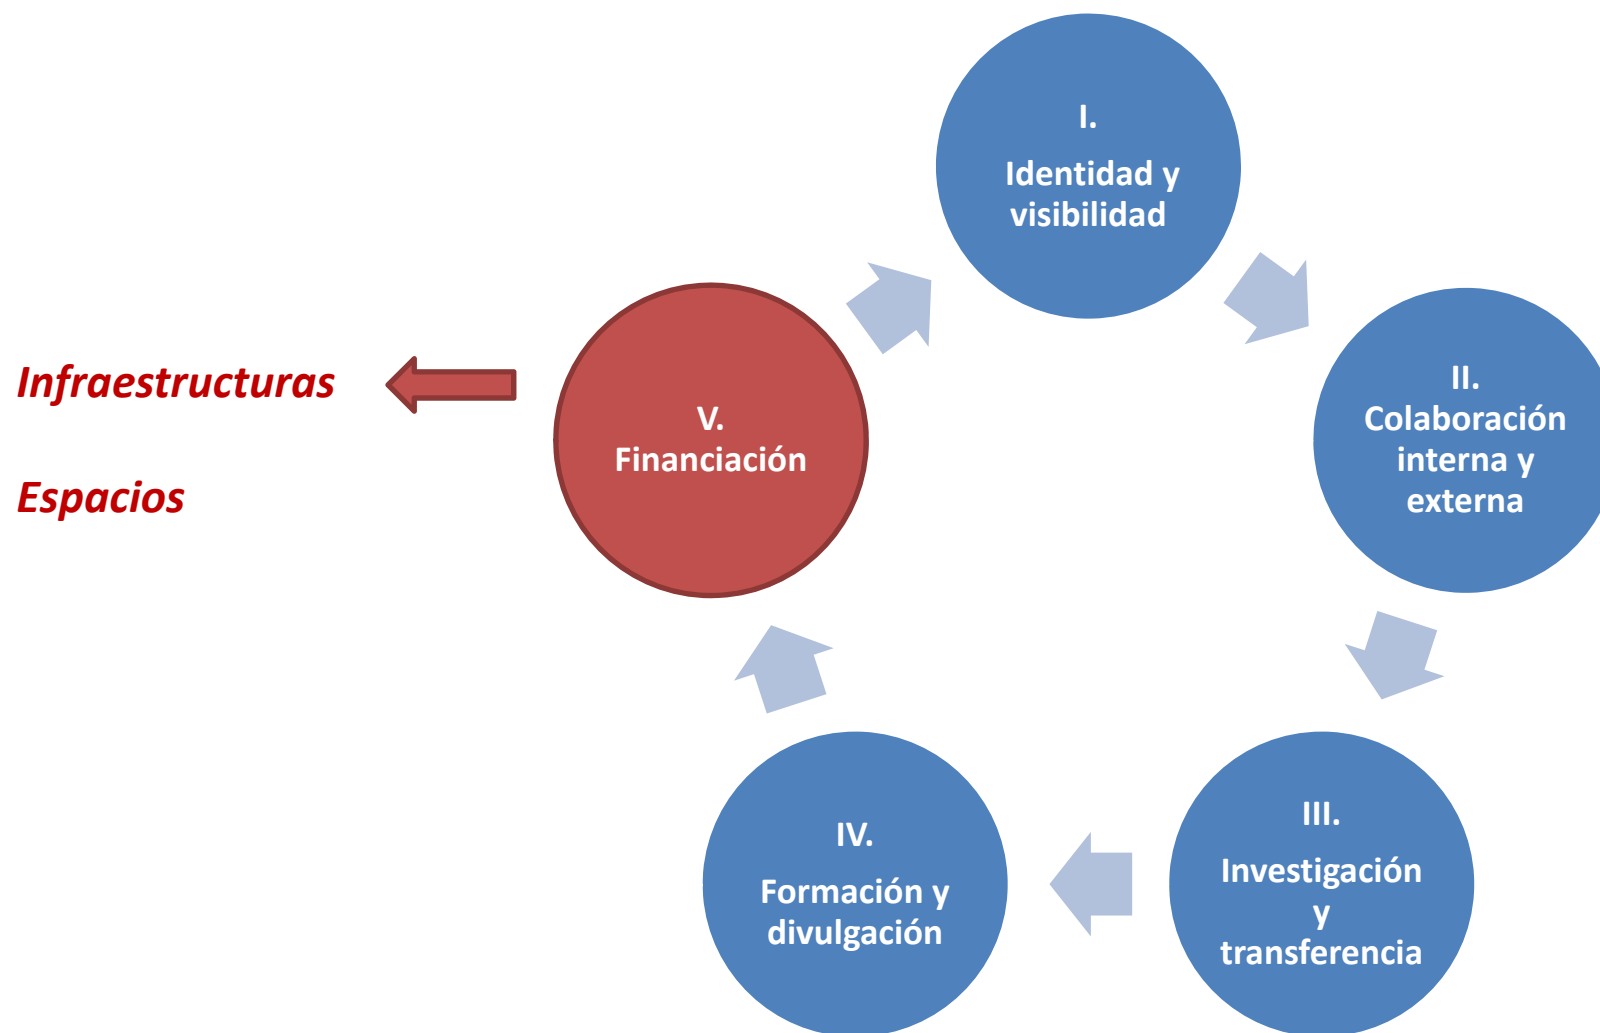 I.
Identidad y
visibilidad
II.
Colaboración
interna y
externa
III.
Investigación
y
transferencia
IV.
Formación y
divulgación
V.
Financiación
Infraestructuras
Espacios